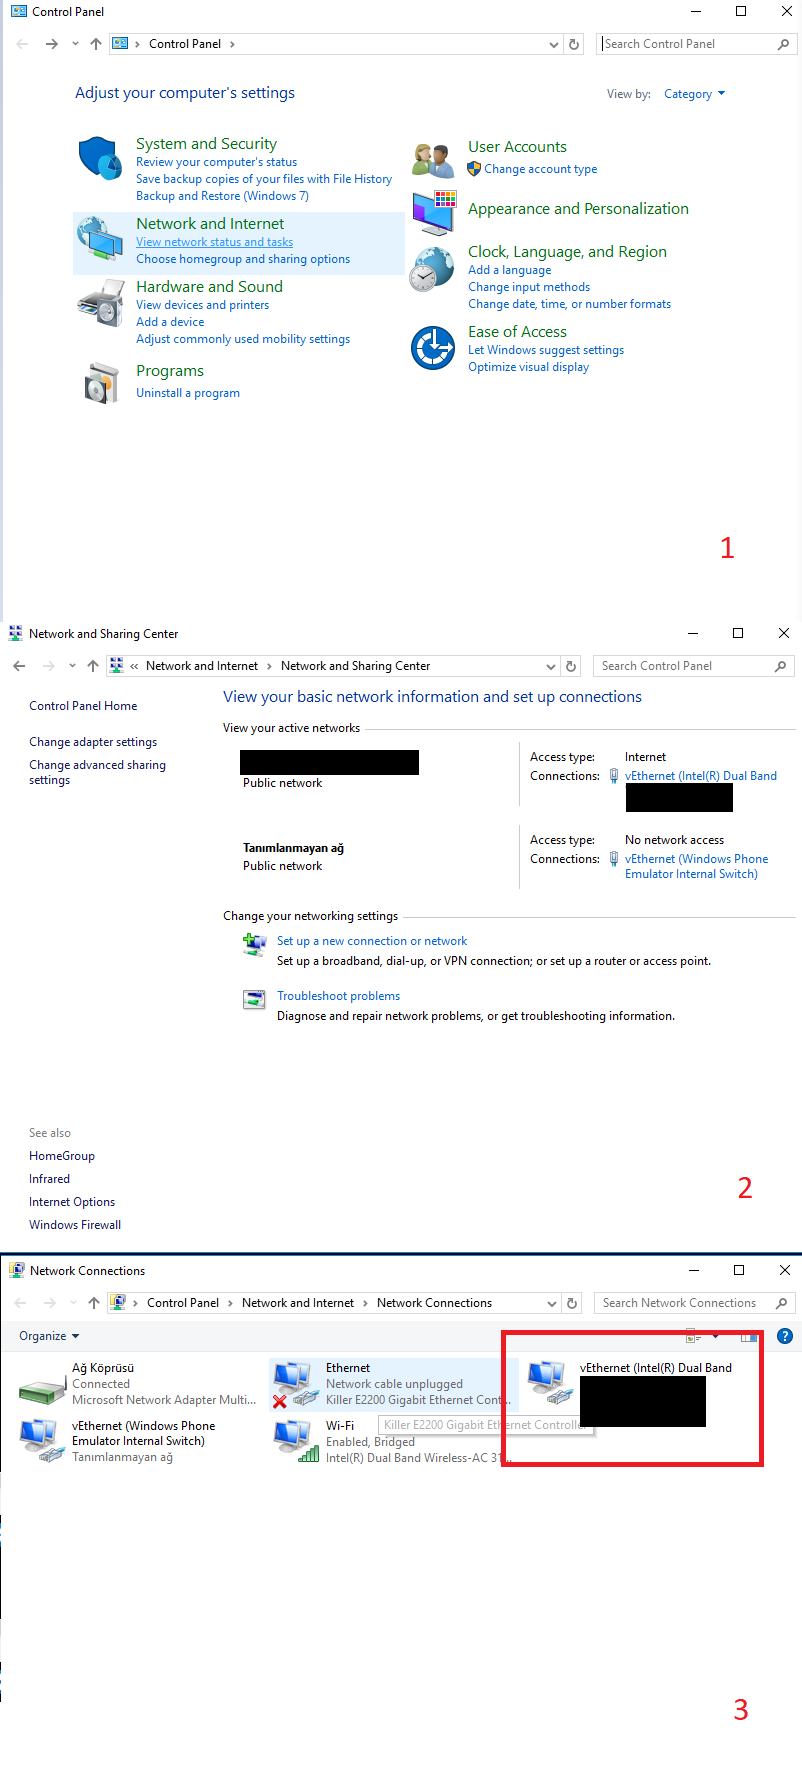 Control Panel
Control Panel
Search Control Panel
Adjust your computer's settings
View by: Category
System and Security
Review your computer's status
Save backup copies of your files with File History
Backup and Restore (Windows 7)
Network and Internet
View network status and tasks
Choose homegroup and sharing options
Hardware and Sound
View devices and printers
Add a device
Adjust commonly used mobility settings
Programs
Uninstall a program
User Accounts
Change account type
Appearance and Personalization
Clock, Language, and Region
Add a language
Change input methods
Change date, time, or number formats
Ease of Access
Let Windows suggest settings
Optimize visual display
1
Network and Sharing Center
« Network and Internet > Network and Sharing Center
Search Control Panel
Control Panel Home
Change adapter settings
Change advanced sharing
settings
View your basic network information and set up connections
View your active networks
Public network
Access type: Internet
Connections: vEthernet (Intel(R) Dual Band
Tanımlanmayan ağ
Public network
Access type: No network access
Connections: vEthernet (Windows Phone
Emulator Internal Switch)
Change your networking settings
Set up a new connection or network
Set up a broadband, dial-up, or VPN connection; or set up a router or access point.
Troubleshoot problems
Diagnose and repair network problems, or get troubleshooting information.
See also
HomeGroup
Infrared
Internet Options
Windows Firewall
2
Network Connections
Control Panel > Network and Internet > Network Connections
Search Network Connections
Organize
Ağ Köprüsü
Connected
Microsoft Network Adapter Multi...
Ethernet
Network cable unplugged
Killer E2200 Gigabit Ethernet Cont...
vEthernet (Intel(R) Dual Band
vEthernet (Windows Phone
Emulator Internal Switch)
Tanımlanmayan ağ
Wi-Fi
Enabled, Bridged
Intel(R) Dual Band Wireless-AC 31...
Killer E2200 Gigabit Ethernet Controlle
3